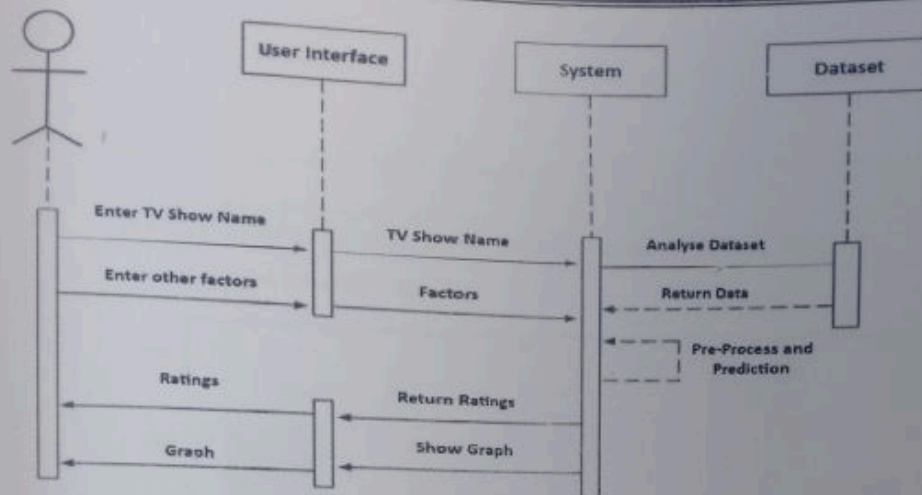 User Interface
System
Dataset
Enter TV Show Name
TV Show Name
Analyse Dataset
Enter other factors
Factors
Return Data
Pre-Process and
Prediction
Ratings
Return Ratings
Graph
Show Graph